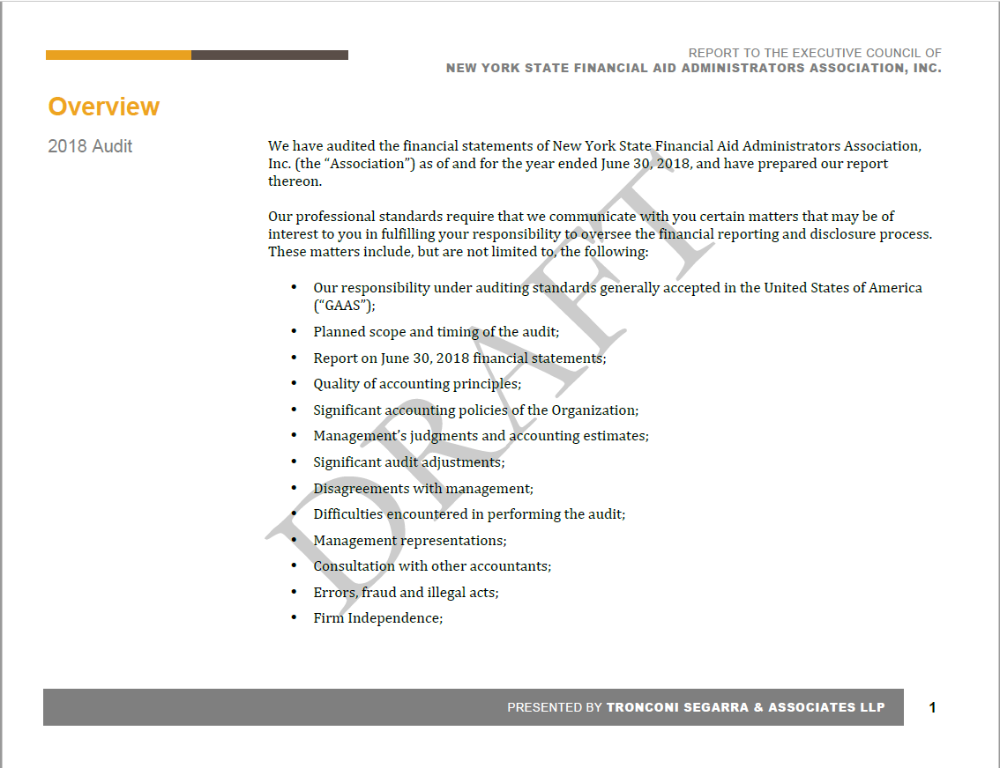 REPORT TO THE EXECUTIVE COUNCIL OF
NEW YORK STATE FINANCIAL AID ADMINISTRATORS ASSOCIATION, INC.
Overview
2018 Audit
We have audited the financial statements of New York State Financial Aid Administrators Association,
Inc. (the “Association”) as of and for the year ended June 30, 2018, and have prepared our report
thereon.
Our professional standards require that we communicate with you certain matters that may be of
interest to you in fulfilling your responsibility to oversee the financial reporting and disclosure process.
These matters include, but are not limited to, the following:
• Our responsibility under auditing standards generally accepted in the United States of America
(“GAAS”);
• Planned scope and timing of the audit;
• Report on June 30, 2018 financial statements;
• Quality of accounting principles;
• Significant accounting policies of the Organization;
• Management’s judgments and accounting estimates;
• Significant audit adjustments;
• Disagreements with management;
• Difficulties encountered in performing the audit;
• Management representations;
• Consultation with other accountants;
• Errors, fraud and illegal acts;
• Firm Independence;
DRAFT
PRESENTED BY TRONCONI SEGARRA & ASSOCIATES LLP
1